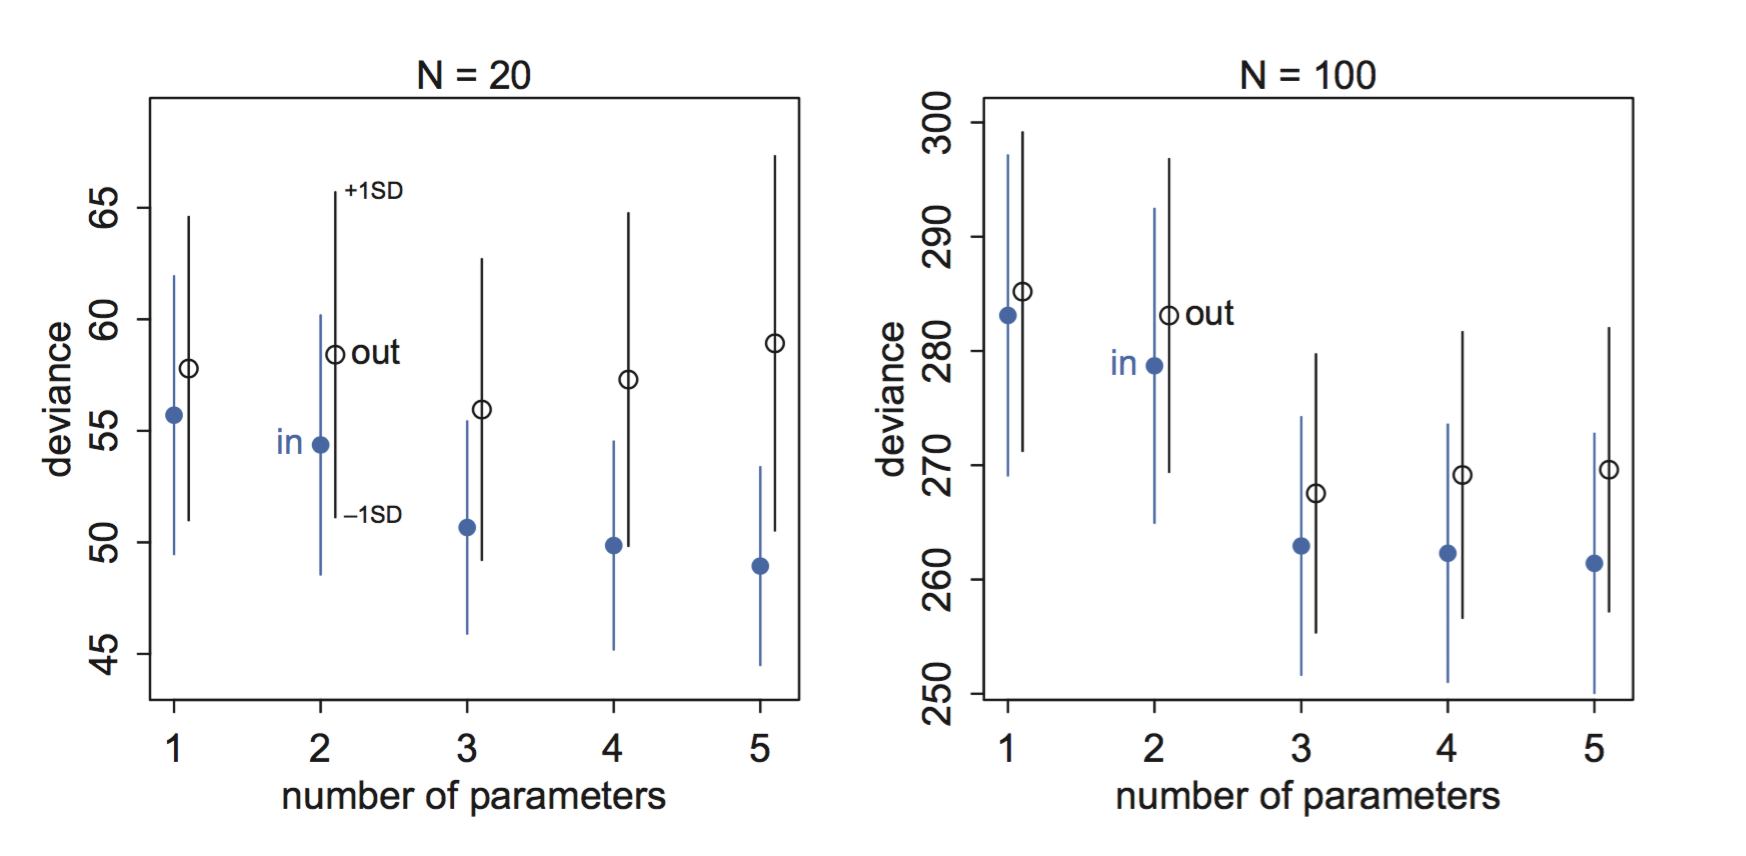 N = 20
deviance
65
60
55
50
45
+1SD
out
in
–1SD
1 2 3 4 5
number of parameters
N = 100
deviance
300
290
280
270
260
250
out
in
1 2 3 4 5
number of parameters